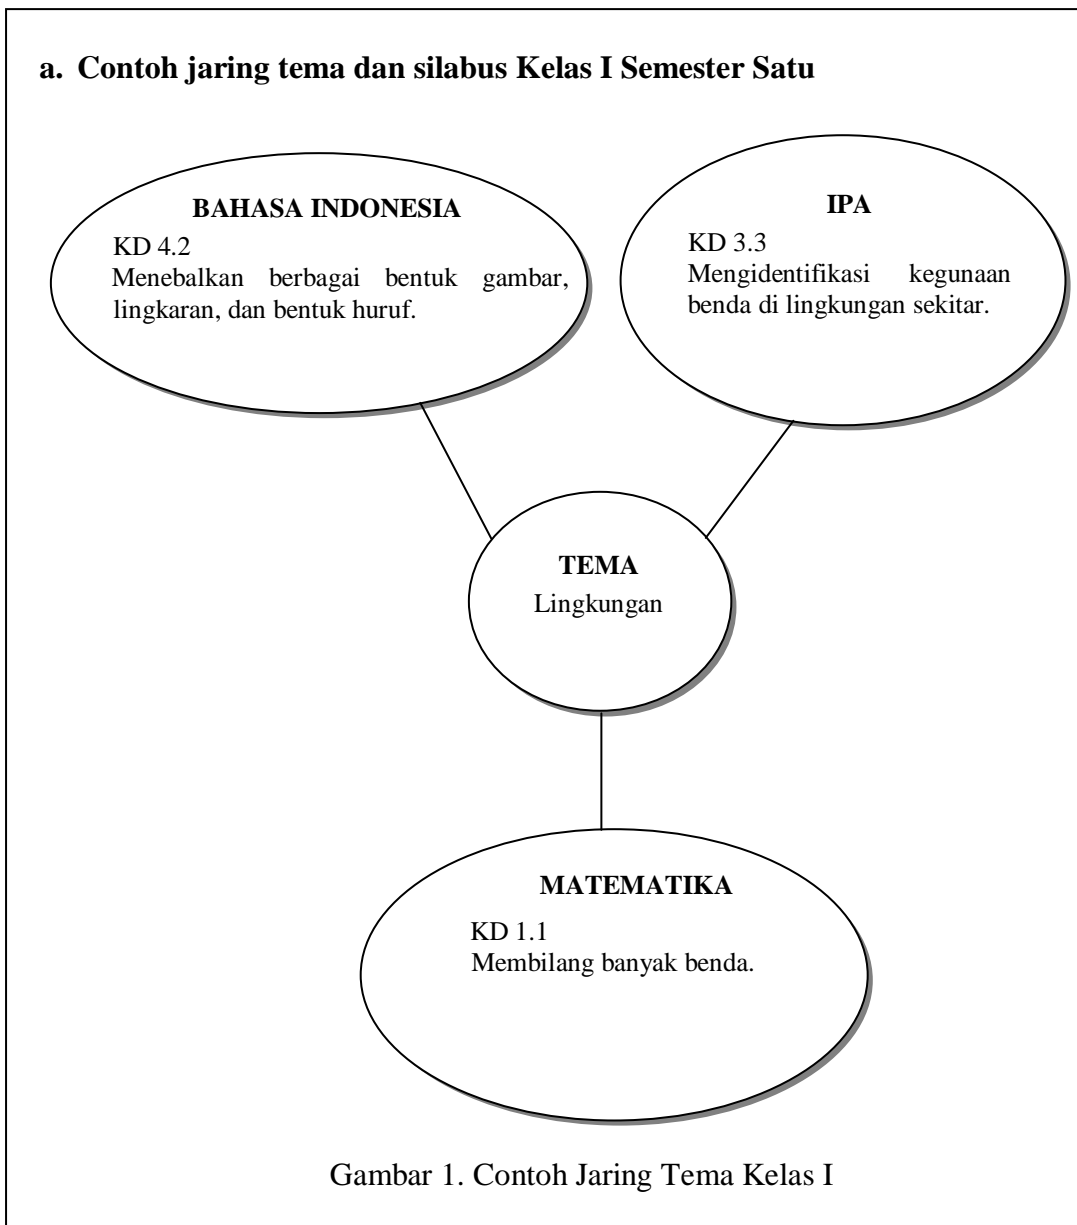 a. Contoh jaring tema dan silabus Kelas I Semester Satu
BAHASA INDONESIA
KD 4.2
Menebalkan berbagai bentuk gambar,
lingkaran, dan bentuk huruf.
IPA
KD 3.3
Mengidentifikasi kegunaan
benda di lingkungan sekitar.
TEMA
Lingkungan
MATEMATIKA
KD 1.1
Membilang banyak benda.
Gambar 1. Contoh Jaring Tema Kelas I